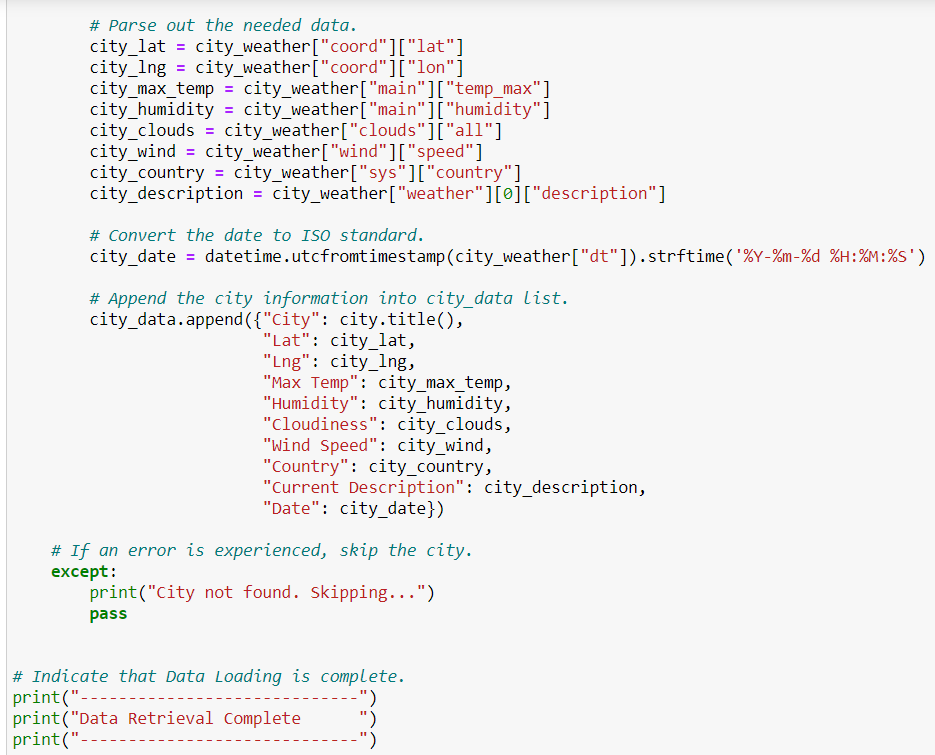 # Parse out the needed data.
city_lat = city_weather["coord"]["lat"]
city_lng = city_weather["coord"]["lon"]
city_max_temp = city_weather["main"]["temp_max"]
city_humidity = city_weather["main"]["humidity"]
city_clouds = city_weather["clouds"]["all"]
city_wind = city_weather["wind"]["speed"]
city_country = city_weather["sys"]["country"]
city_description = city_weather["weather"][0]["description"]
# Convert the date to ISO standard.
city_date = datetime.utcfromtimestamp(city_weather["dt"]).strftime('%Y-%m-%d %H:%M:%S')
# Append the city information into city_data list.
city_data.append({"City": city.title(),
"Lat": city_lat,
"Lng": city_lng,
"Max Temp": city_max_temp,
"Humidity": city_humidity,
"Cloudiness": city_clouds,
"Wind Speed": city_wind,
"Country": city_country,
"Current Description": city_description,
"Date": city_date})
# If an error is experienced, skip the city.
except:
print("City not found. Skipping...")
pass
# Indicate that Data Loading is complete.
print("-----------------------------")
print("Data Retrieval Complete      ")
print("-----------------------------")